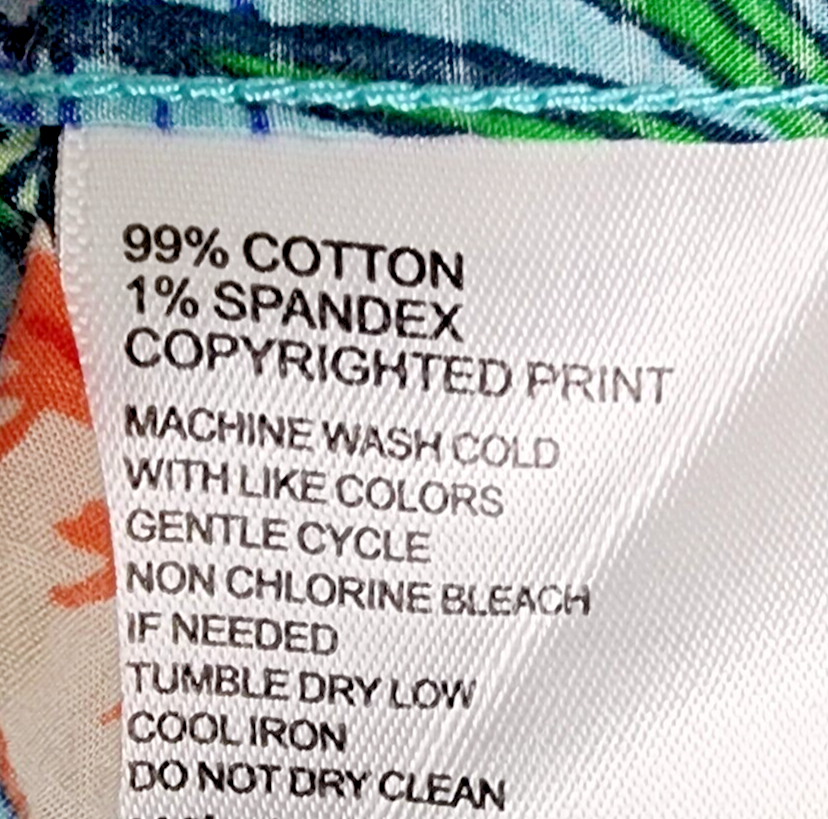 99% COTTON
1% SPANDEX
COPYRIGHTED PRINT
MACHINE WASH COLD
WITH LIKE COLORS
GENTLE CYCLE
NON CHLORINE BLEACH
IF NEEDED
TUMBLE DRY LOW
COOL IRON
DO NOT DRY CLEAN